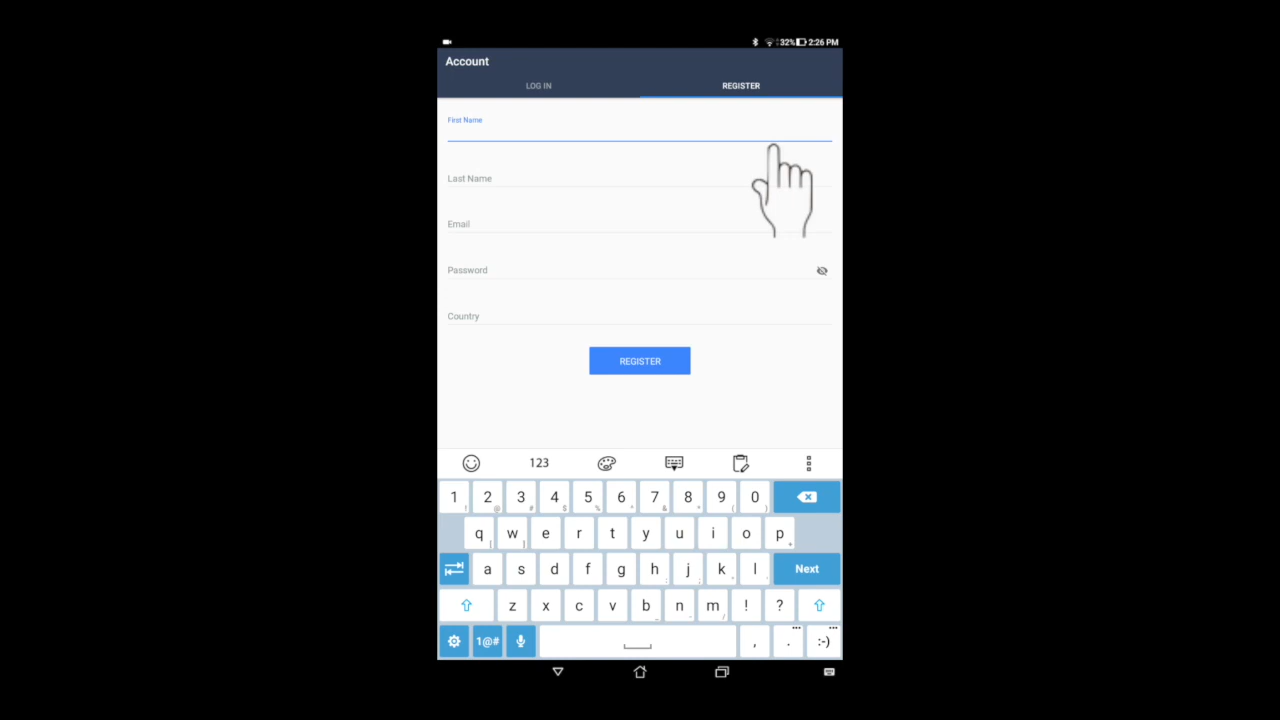 32% 2:26 PM
Account
LOG IN REGISTER
First Name
Last Name
Email
Password
Country
REGISTER
123
1 ! 2 @ 3 # 4 $ 5 % 6 ^ 7 & 8 * 9 ( 0 )
q [ w ] e r t y u i o p +
a s d f g h : j ; k l Next
z x c v b _ n - m / ! ?
1@# , . ... :-) ...